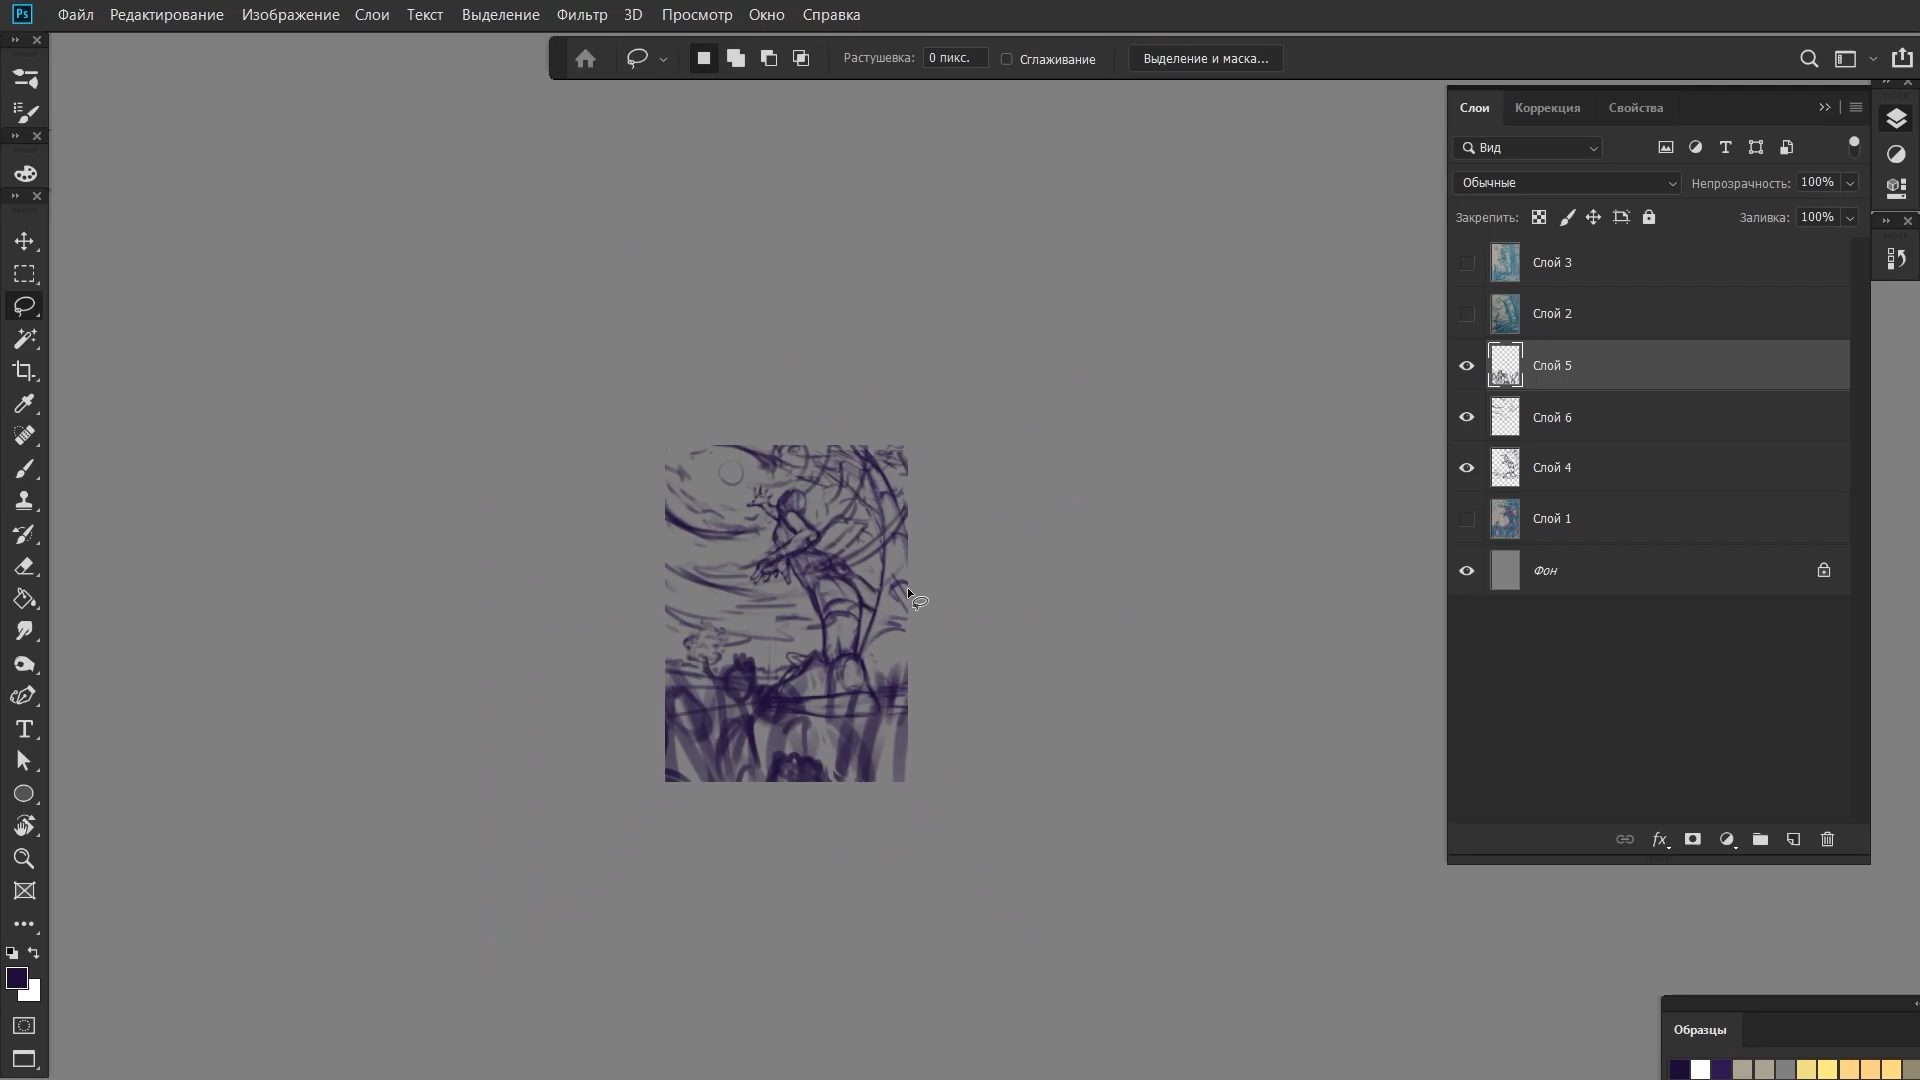 Ps Файл Редактирование Изображение Слои Текст Выделение Фильтр 3D Просмотр Окно Справка
Растушевка: 0 пикс. Сглаживание Выделение и маска...
Слои Коррекция Свойства
Вид
Обычные Непрозрачность: 100%
Закрепить: Заливка: 100%
Слой 3
Слой 2
Слой 5
Слой 6
Слой 4
Слой 1
Фон
fx
Образцы